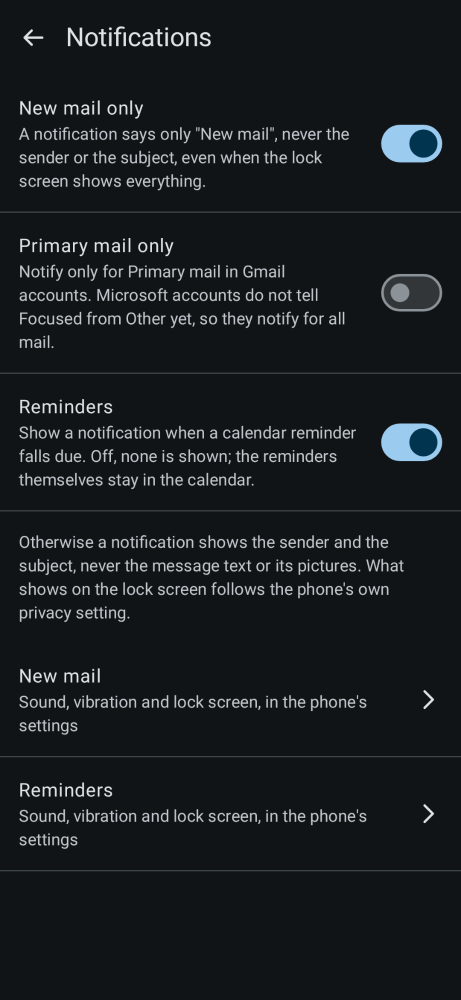 Notifications
New mail only
A notification says only "New mail", never the
sender or the subject, even when the lock
screen shows everything.
Primary mail only
Notify only for Primary mail in Gmail
accounts. Microsoft accounts do not tell
Focused from Other yet, so they notify for all
mail.
Reminders
Show a notification when a calendar reminder
falls due. Off, none is shown; the reminders
themselves stay in the calendar.
Otherwise a notification shows the sender and the
subject, never the message text or its pictures. What
shows on the lock screen follows the phone's own
privacy setting.
New mail
Sound, vibration and lock screen, in the phone's
settings
Reminders
Sound, vibration and lock screen, in the phone's
settings